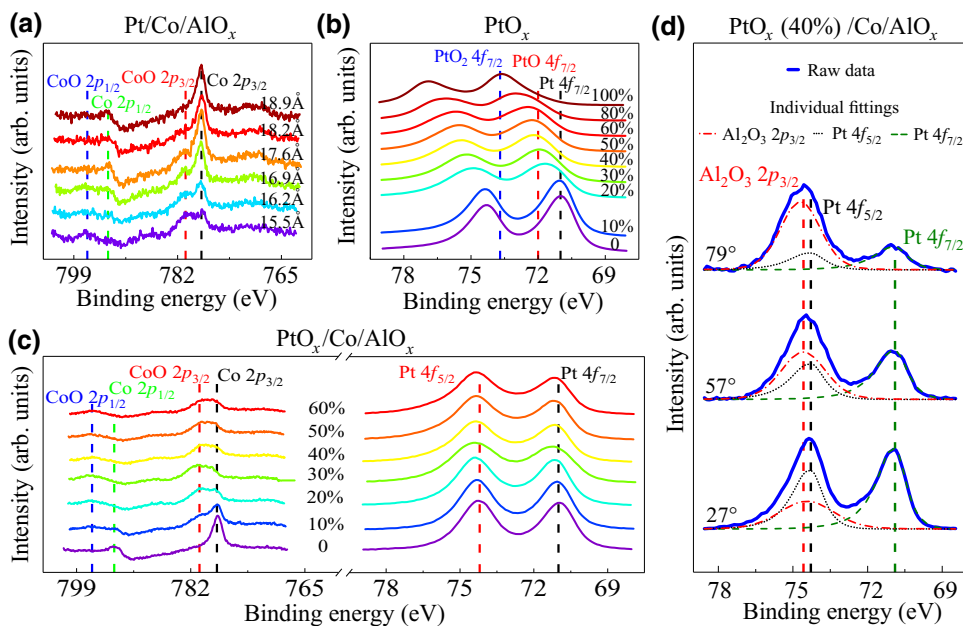 (a)
Pt/Co/AlOₓ
Intensity (arb. units)
CoO 2p₁/₂
Co 2p₁/₂
CoO 2p₃/₂
Co 2p₃/₂
18.9Å
18.2Å
17.6Å
16.9Å
16.2Å
15.5Å
799 782 765
Binding energy (eV)
(b)
PtOₓ
Intensity (arb. units)
PtO₂ 4f₇/₂
PtO 4f₇/₂
Pt 4f₇/₂
100%
80%
60%
50%
40%
30%
20%
10%
0
78 75 72 69
Binding energy (eV)
(c)
PtOₓ/Co/AlOₓ
Intensity (arb. units)
CoO 2p₁/₂
Co 2p₁/₂
CoO 2p₃/₂
Co 2p₃/₂
Pt 4f₅/₂
Pt 4f₇/₂
60%
50%
40%
30%
20%
10%
0
799 782 765 78 75 72 69
Binding energy (eV)
(d)
PtOₓ (40%) /Co/AlOₓ
Raw data
Individual fittings
Al₂O₃ 2p₃/₂ Pt 4f₅/₂ Pt 4f₇/₂
Intensity (arb. units)
Al₂O₃ 2p₃/₂
Pt 4f₅/₂
Pt 4f₇/₂
79°
57°
27°
78 75 72 69
Binding energy (eV)